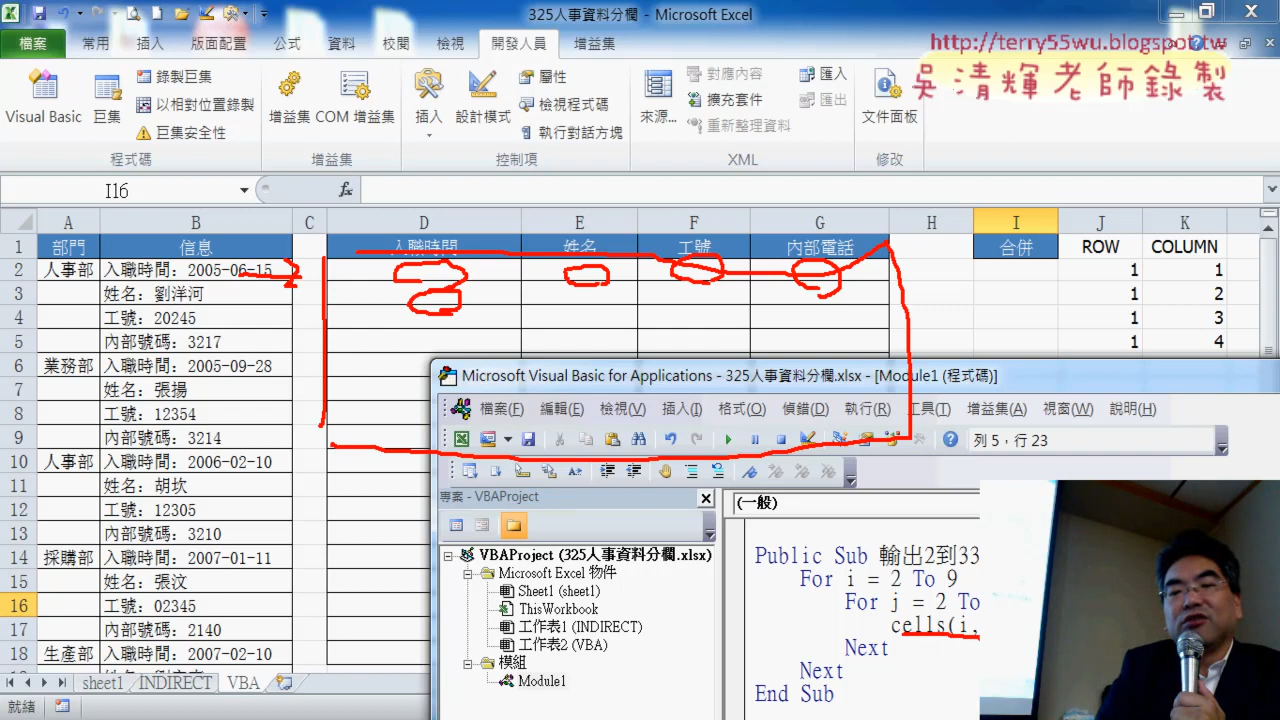 325人事資料分欄 - Microsoft Excel
檔案 常用 插入 版面配置 公式 資料 校閱 檢視 開發人員 增益集
http://terry55wu.blogspot.tw
吳清輝老師錄製
Visual Basic 巨集 錄製巨集 以相對位置錄製 巨集安全性 程式碼
增益集 COM 增益集 增益集
插入 設計模式 屬性 檢視程式碼 執行對話方塊 控制項
來源... 對應內容 擴充套件 重新整理資料 匯入 匯出 XML
文件面板 修改
I16 fx
A B C D E F G H I J K
1 部門 信息 入職時間 姓名 工號 內部電話 合併 ROW COLUMN
2 人事部 入職時間: 2005-06-15 1 1
3 姓名: 劉洋河 1 2
4 工號: 20245 1 3
5 內部號碼: 3217 1 4
6 業務部 入職時間: 2005-09-28
7 姓名: 張揚
8 工號: 12354
9 內部號碼: 3214
10 人事部 入職時間: 2006-02-10
11 姓名: 胡坎
12 工號: 12305
13 內部號碼: 3210
14 採購部 入職時間: 2007-01-11
15 姓名: 張汶
16 工號: 02345
17 內部號碼: 2140
18 生產部 入職時間: 2007-02-10
sheet1 INDIRECT VBA
就緒
Microsoft Visual Basic for Applications - 325人事資料分欄.xlsx - [Module1 (程式碼)]
檔案(F) 編輯(E) 檢視(V) 插入(I) 格式(O) 偵錯(D) 執行(R) 工具(T) 增益集(A) 視窗(W) 說明(H)
列 5，行 23
專案 - VBAProject
VBAProject (325人事資料分欄.xlsx)
Microsoft Excel 物件
Sheet1 (sheet1)
ThisWorkbook
工作表1 (INDIRECT)
工作表2 (VBA)
模組
Module1
(一般)
Public Sub 輸出2到33
For i = 2 To 9
For j = 2 To
cells(i,
Next
Next
End Sub